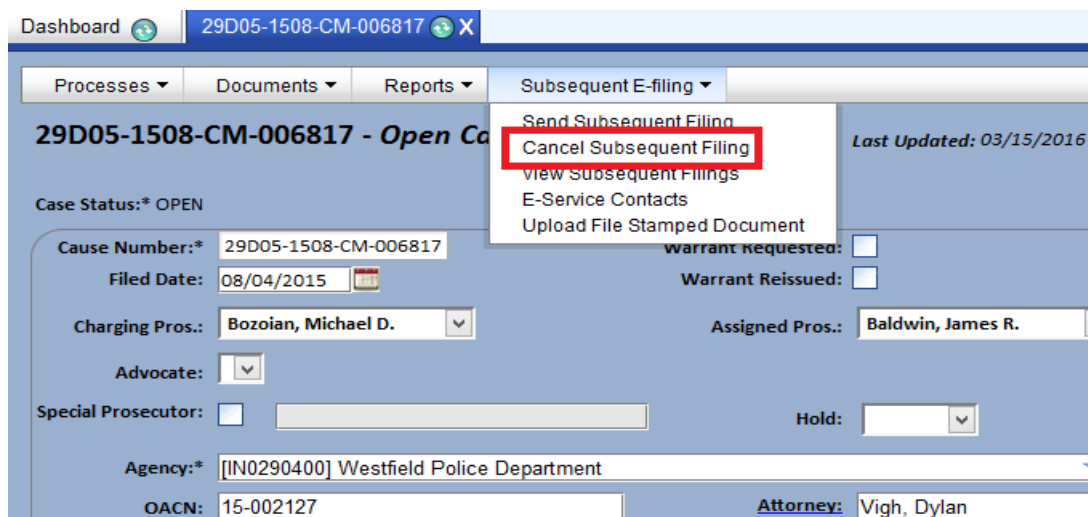 Dashboard 29D05-1508-CM-006817 X
Processes Documents Reports Subsequent E-filing
Send Subsequent Filing
29D05-1508-CM-006817 - Open Last Updated: 03/15/2016
Cancel Subsequent Filing
View Subsequent Filings
Case Status:* OPEN
E-Service Contacts
Upload File Stamped Document
Cause Number:* 29D05-1508-CM-006817 Warrant Requested:
Filed Date: 08/04/2015 Warrant Reissued:
Charging Pros.: Bozoian, Michael D. Assigned Pros.: Baldwin, James R.
Advocate:
Special Prosecutor: Hold:
Agency:* [IN0290400] Westfield Police Department
OACN: 15-002127 Attorney: Vigh, Dylan